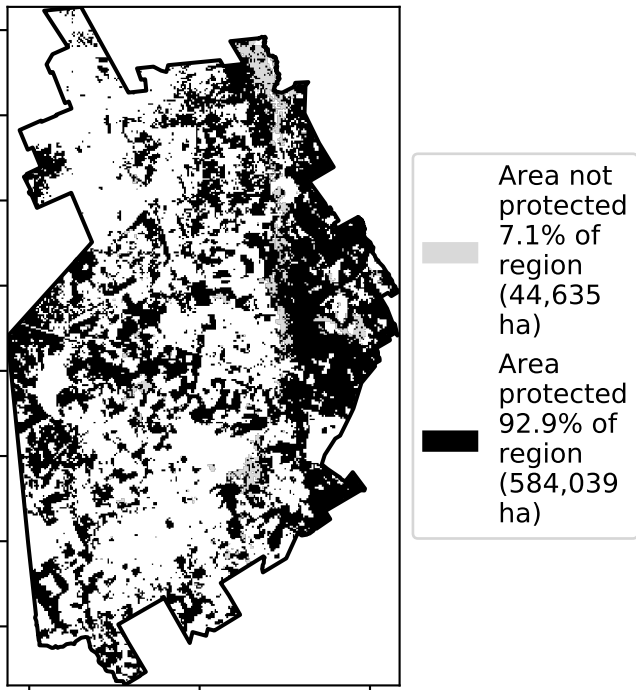 Area not
protected
7.1% of
region
(44,635
ha)
Area
protected
92.9% of
region
(584,039
ha)